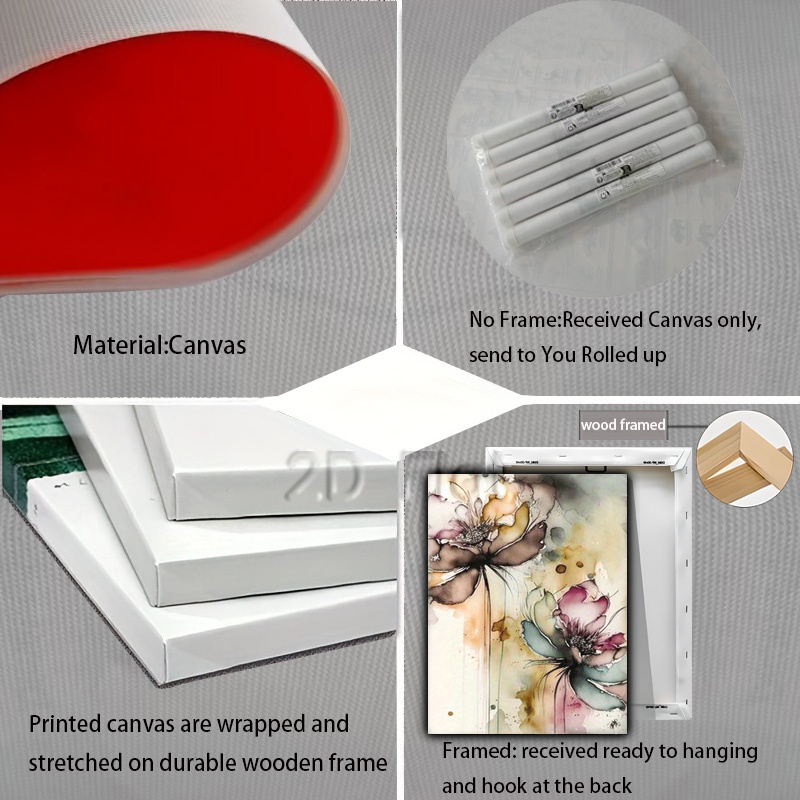 Material:Canvas
No Frame:Received Canvas only,
send to You Rolled up
2D
wood framed
Printed canvas are wrapped and
stretched on durable wooden frame
Framed: received ready to hanging
and hook at the back